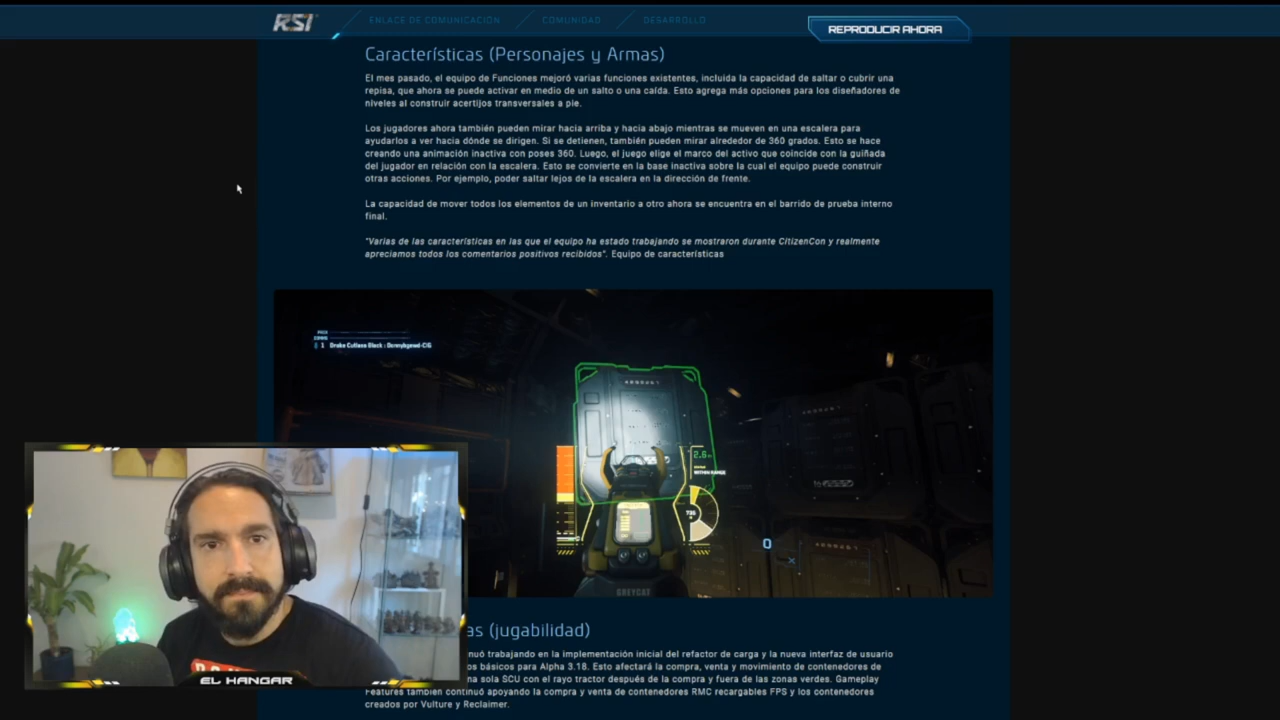 RSI
ENLACE DE COMUNICACIÓN
COMUNIDAD
DESARROLLO
REPRODUCIR AHORA
Características (Personajes y Armas)
El mes pasado, el equipo de Funciones mejoró varias funciones existentes, incluida la capacidad de saltar o cubrir una
repisa, que ahora se puede activar en medio de un salto o una caída. Esto agrega más opciones para los diseñadores de
niveles al construir acertijos transversales a pie.
Los jugadores ahora también pueden mirar hacia arriba y hacia abajo mientras se mueven en una escalera para
ayudarlos a ver hacia dónde se dirigen. Si se detienen, también pueden mirar alrededor de 360 grados. Esto se hace
creando una animación inactiva con poses 360. Luego, el juego elige el marco del activo que coincide con la guiñada
del jugador en relación con la escalera. Esto se convierte en la base inactiva sobre la cual el equipo puede construir
otras acciones. Por ejemplo, poder saltar lejos de la escalera en la dirección de frente.
La capacidad de mover todos los elementos de un inventario a otro ahora se encuentra en el barrido de prueba interno
final.
"Varias de las características en las que el equipo ha estado trabajando se mostraron durante CitizenCon y realmente
apreciamos todos los comentarios positivos recibidos". Equipo de características
1 Drake Cutlass Black :
2.6
WITHIN RANGE
GREYCAT
as (jugabilidad)
nuó trabajando en la implementación inicial del refactor de carga y la nueva interfaz de usuario
os básicos para Alpha 3.18. Esto afectará la compra, venta y movimiento de contenedores de
na sola SCU con el rayo tractor después de la compra y fuera de las zonas verdes. Gameplay
Features también continuó apoyando la compra y venta de contenedores RMC recargables FPS y los contenedores
creados por Vulture y Reclaimer.
EL HANGAR